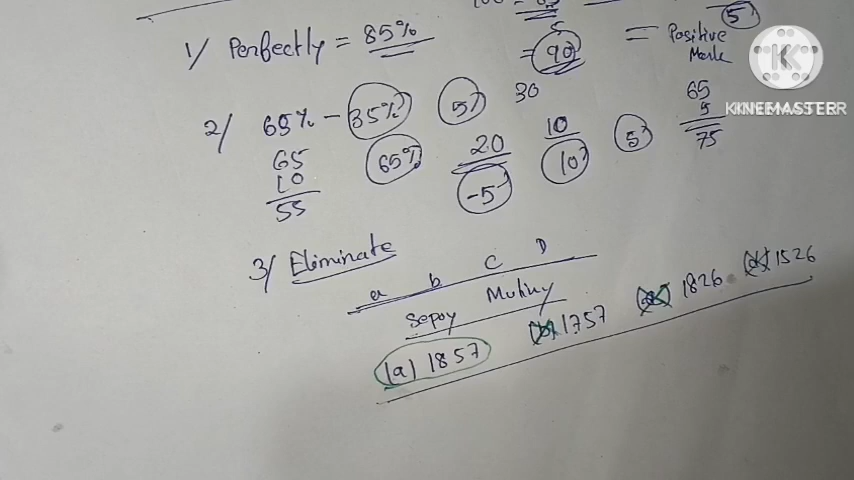 5
1) Perfectly = 85%
= 90
= Positive
Mark
KINEMASTER
2) 65% - 35% 5 30
65
5
75
65
10
55
65%
20
-5
10
10
5
3) Eliminate
a b C D
Sepoy Mutiny
(a) 1857 (b) 1757 1826 1526